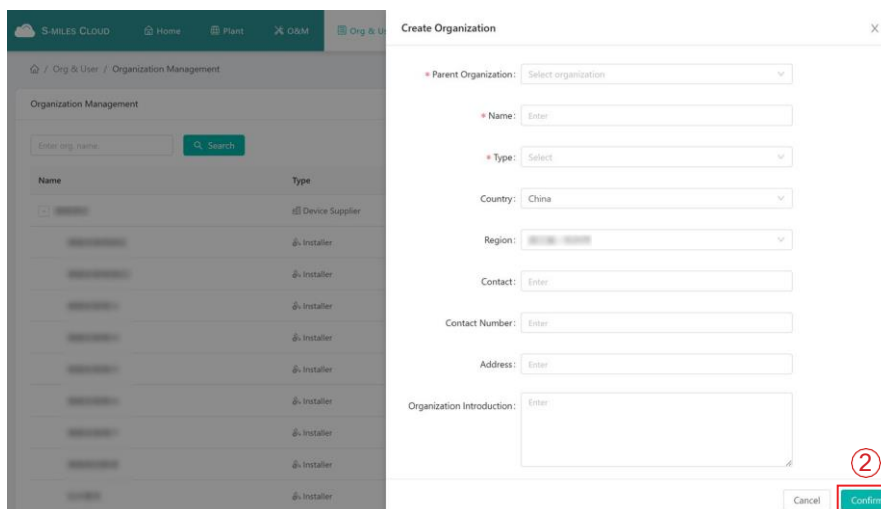 S-MILES CLOUD Home Plant O&M Org & Us
/ Org & User / Organization Management
Organization Management
Enter org. name Search
Name Type
Device Supplier
Installer
Installer
Installer
Installer
Installer
Installer
Installer
Installer
Installer
Create Organization X
* Parent Organization: Select organization
* Name: Enter
* Type: Select
Country: China
Region:
Contact: Enter
Contact Number: Enter
Address: Enter
Organization Introduction: Enter
2
Cancel Confirm